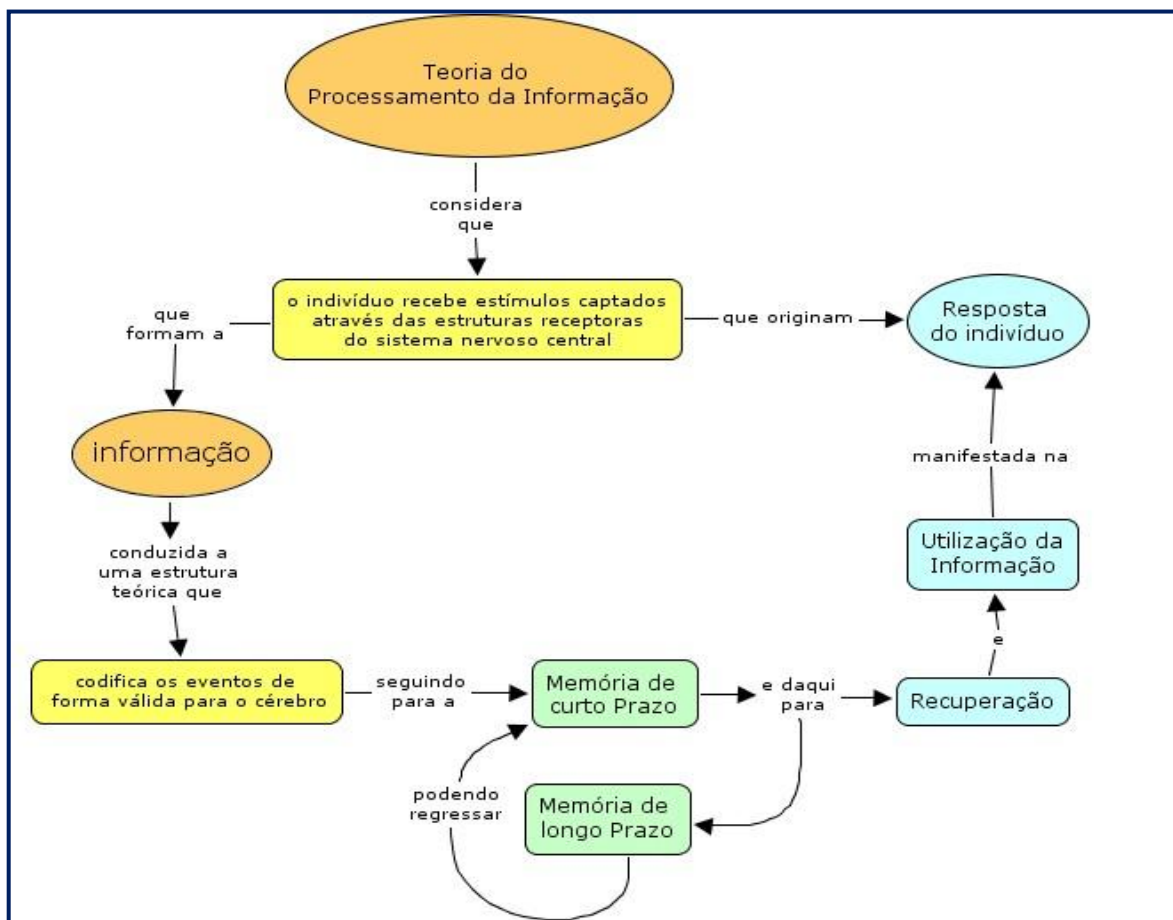 Teoria do
Processamento da Informação
considera
que
o indivíduo recebe estímulos captados
através das estruturas receptoras
do sistema nervoso central
que
formam a
que originam
Resposta
do indivíduo
informação
manifestada na
conduzida a
uma estrutura
teórica que
Utilização da
Informação
e
codifica os eventos de
forma válida para o cérebro
seguindo
para a
Memória de
curto Prazo
e daqui
para
Recuperação
podendo
regressar
Memória de
longo Prazo